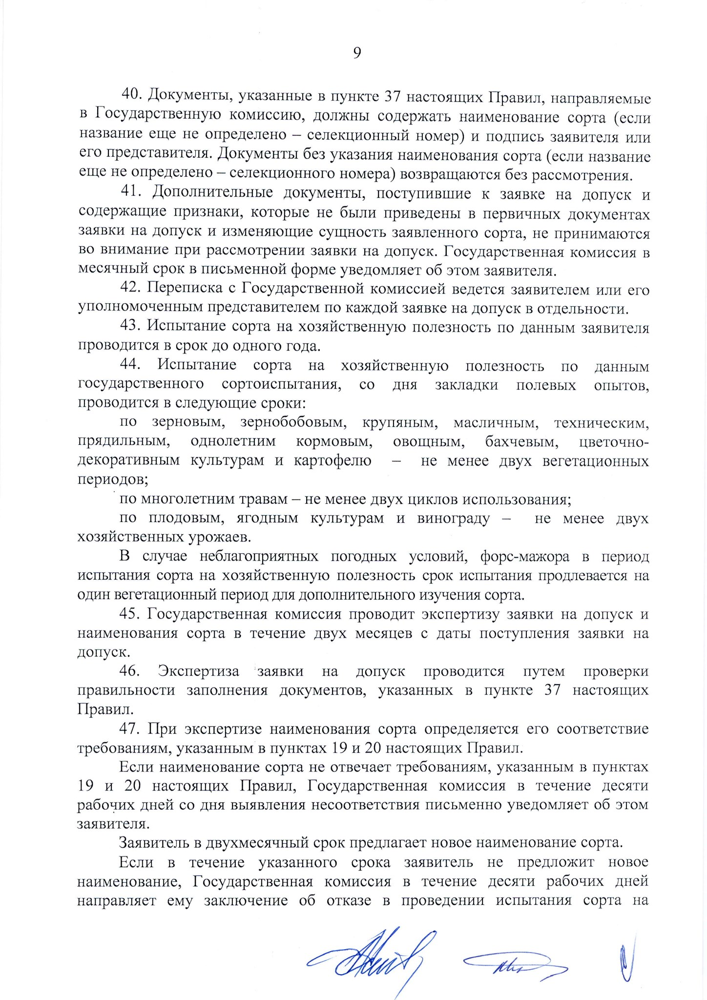 9
40. Документы, указанные в пункте 37 настоящих Правил, направляемые
в Государственную комиссию, должны содержать наименование сорта (если
название еще не определено – селекционный номер) и подпись заявителя или
его представителя. Документы без указания наименования сорта (если название
еще не определено – селекционного номера) возвращаются без рассмотрения.
41. Дополнительные документы, поступившие к заявке на допуск и
содержащие признаки, которые не были приведены в первичных документах
заявки на допуск и изменяющие сущность заявленного сорта, не принимаются
во внимание при рассмотрении заявки на допуск. Государственная комиссия в
месячный срок в письменной форме уведомляет об этом заявителя.
42. Переписка с Государственной комиссией ведется заявителем или его
уполномоченным представителем по каждой заявке на допуск в отдельности.
43. Испытание сорта на хозяйственную полезность по данным заявителя
проводится в срок до одного года.
44. Испытание сорта на хозяйственную полезность по данным
государственного сортоиспытания, со дня закладки полевых опытов,
проводится в следующие сроки:
по зерновым, зернобобовым, крупяным, масличным, техническим,
прядильным, однолетним кормовым, овощным, бахчевым, цветочно-
декоративным культурам и картофелю – не менее двух вегетационных
периодов;
по многолетним травам – не менее двух циклов использования;
по плодовым, ягодным культурам и винограду – не менее двух
хозяйственных урожаев.
В случае неблагоприятных погодных условий, форс-мажора в период
испытания сорта на хозяйственную полезность срок испытания продлевается на
один вегетационный период для дополнительного изучения сорта.
45. Государственная комиссия проводит экспертизу заявки на допуск и
наименования сорта в течение двух месяцев с даты поступления заявки на
допуск.
46. Экспертиза заявки на допуск проводится путем проверки
правильности заполнения документов, указанных в пункте 37 настоящих
Правил.
47. При экспертизе наименования сорта определяется его соответствие
требованиям, указанным в пунктах 19 и 20 настоящих Правил.
Если наименование сорта не отвечает требованиям, указанным в пунктах
19 и 20 настоящих Правил, Государственная комиссия в течение десяти
рабочих дней со дня выявления несоответствия письменно уведомляет об этом
заявителя.
Заявитель в двухмесячный срок предлагает новое наименование сорта.
Если в течение указанного срока заявитель не предложит новое
наименование, Государственная комиссия в течение десяти рабочих дней
направляет ему заключение об отказе в проведении испытания сорта на